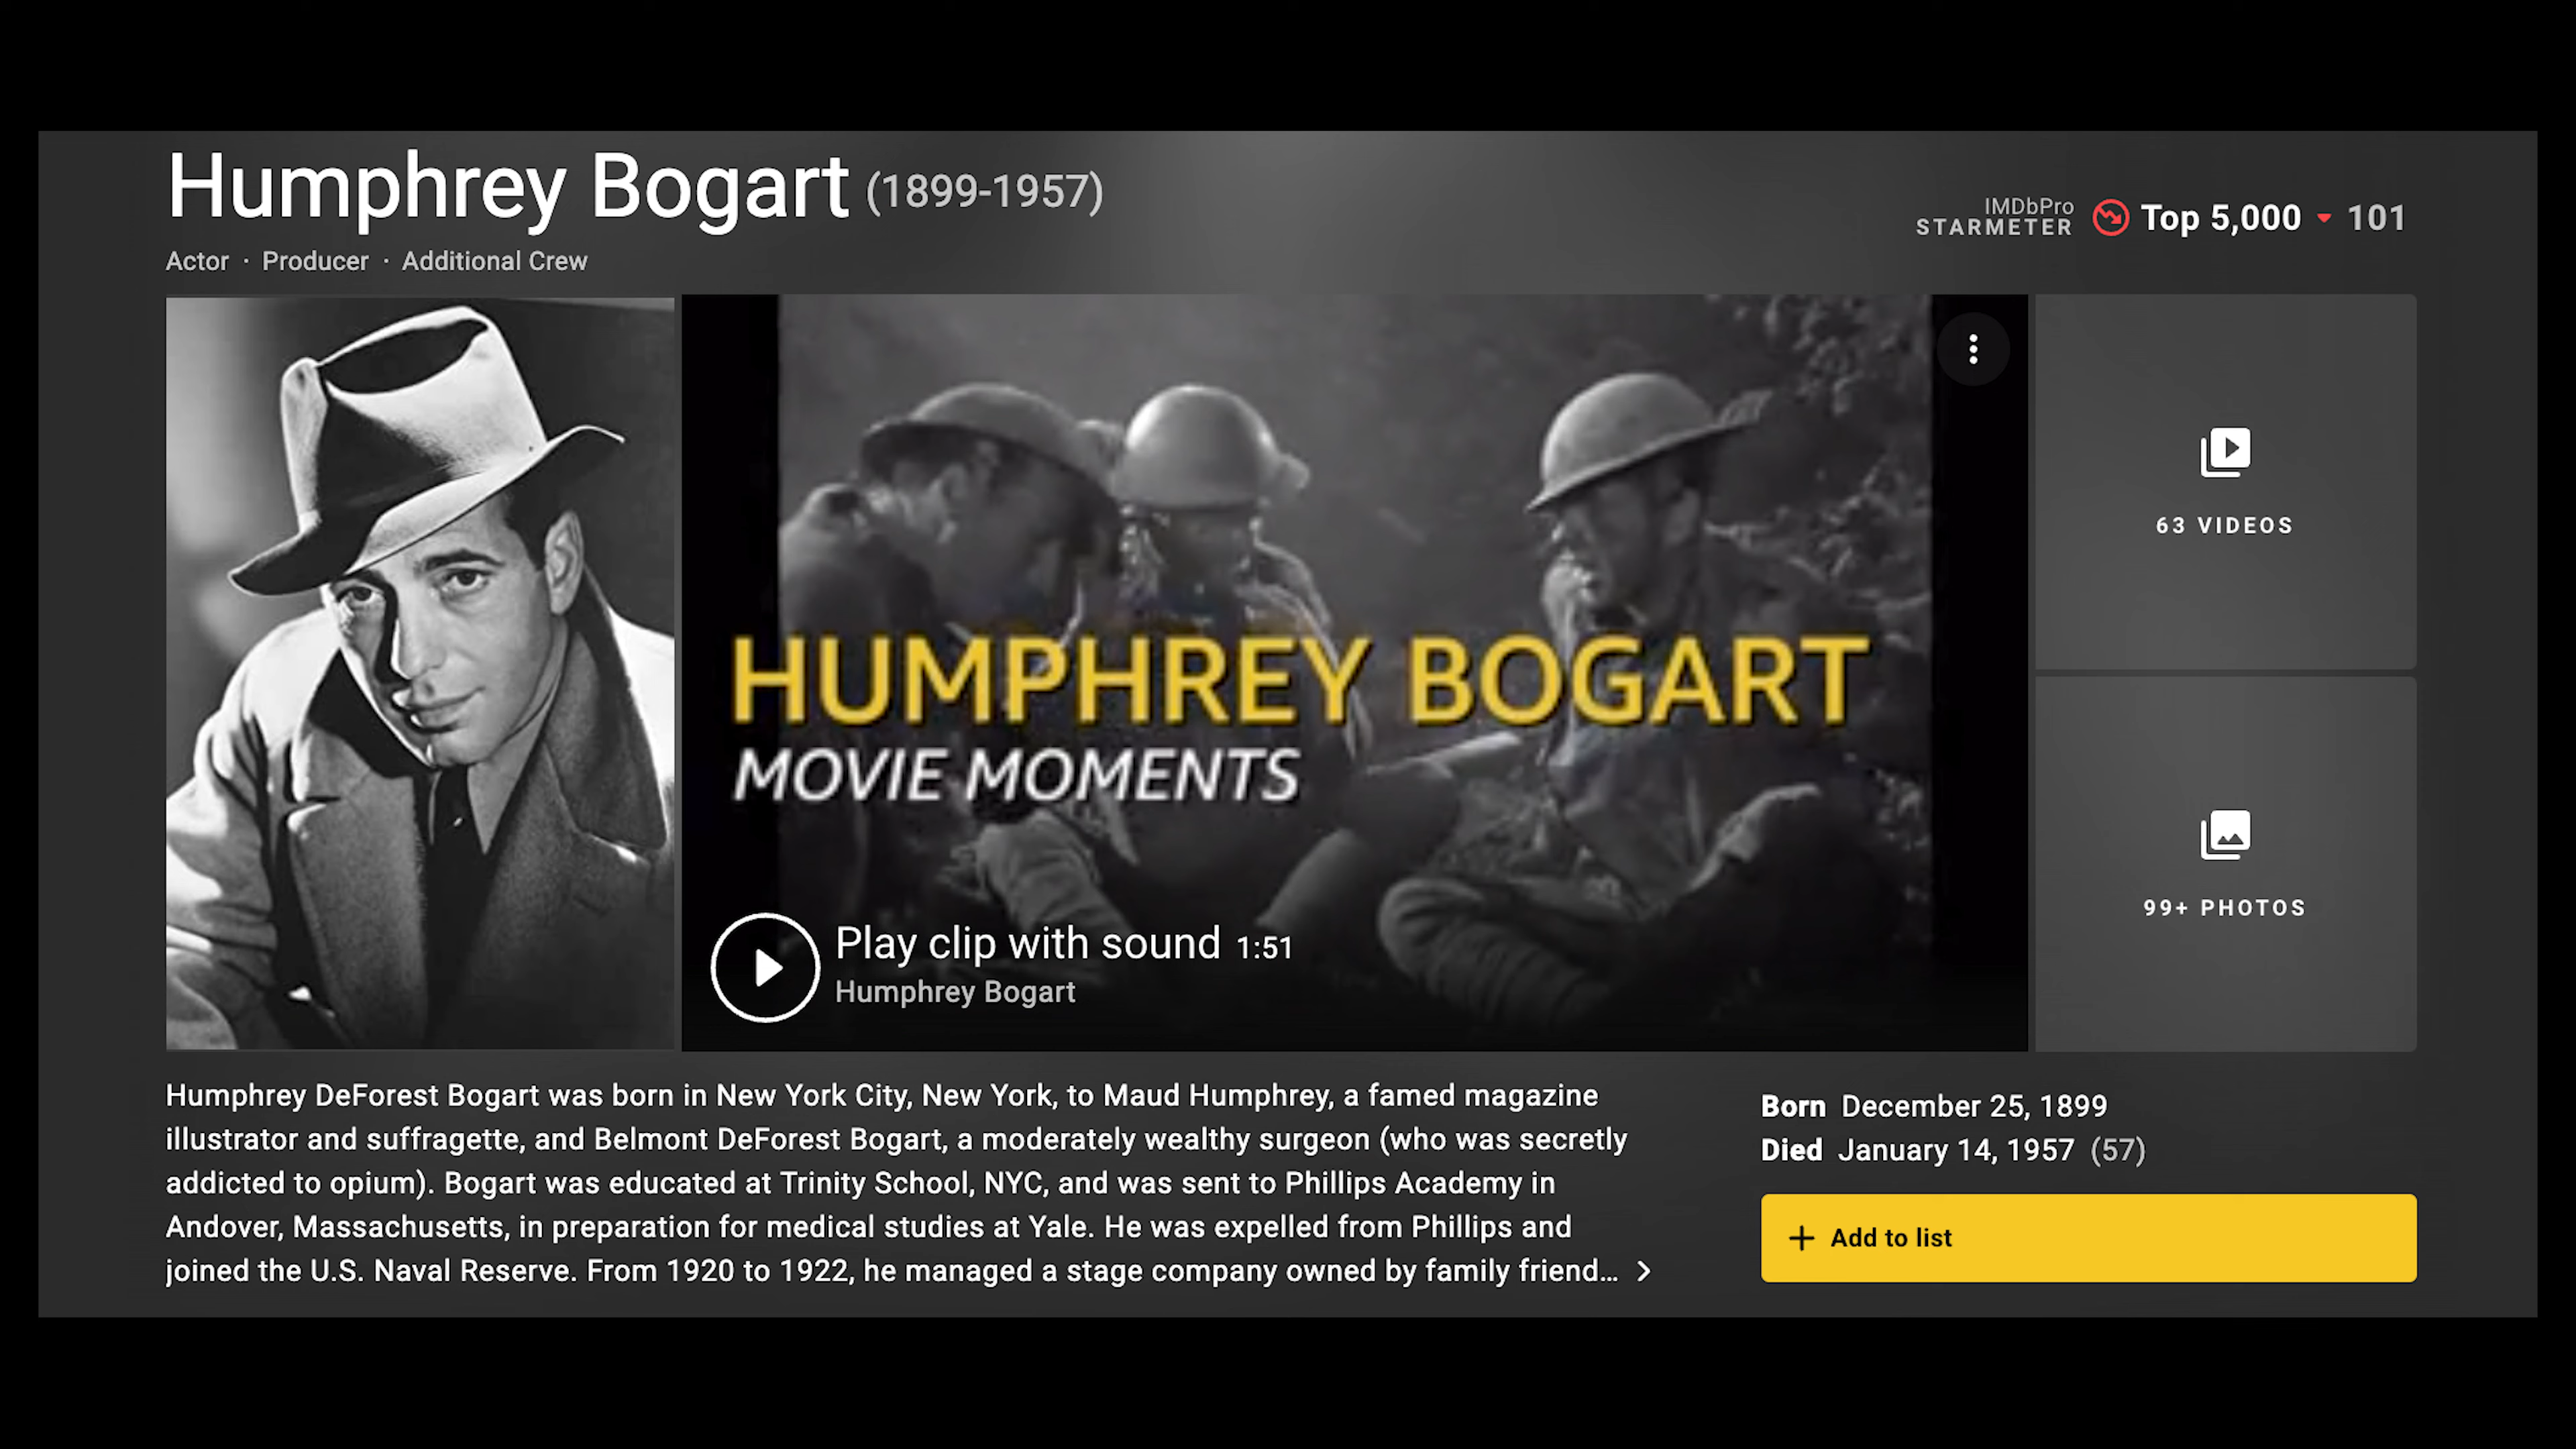 Humphrey Bogart (1899-1957)
Actor · Producer · Additional Crew
IMDbPro
STARMETER
Top 5,000
101
HUMPHREY BOGART
MOVIE MOMENTS
Play clip with sound 1:51
Humphrey Bogart
63 VIDEOS
99+ PHOTOS
Humphrey DeForest Bogart was born in New York City, New York, to Maud Humphrey, a famed magazine
illustrator and suffragette, and Belmont DeForest Bogart, a moderately wealthy surgeon (who was secretly
addicted to opium). Bogart was educated at Trinity School, NYC, and was sent to Phillips Academy in
Andover, Massachusetts, in preparation for medical studies at Yale. He was expelled from Phillips and
joined the U.S. Naval Reserve. From 1920 to 1922, he managed a stage company owned by family friend...
Born December 25, 1899
Died January 14, 1957 (57)
+ Add to list